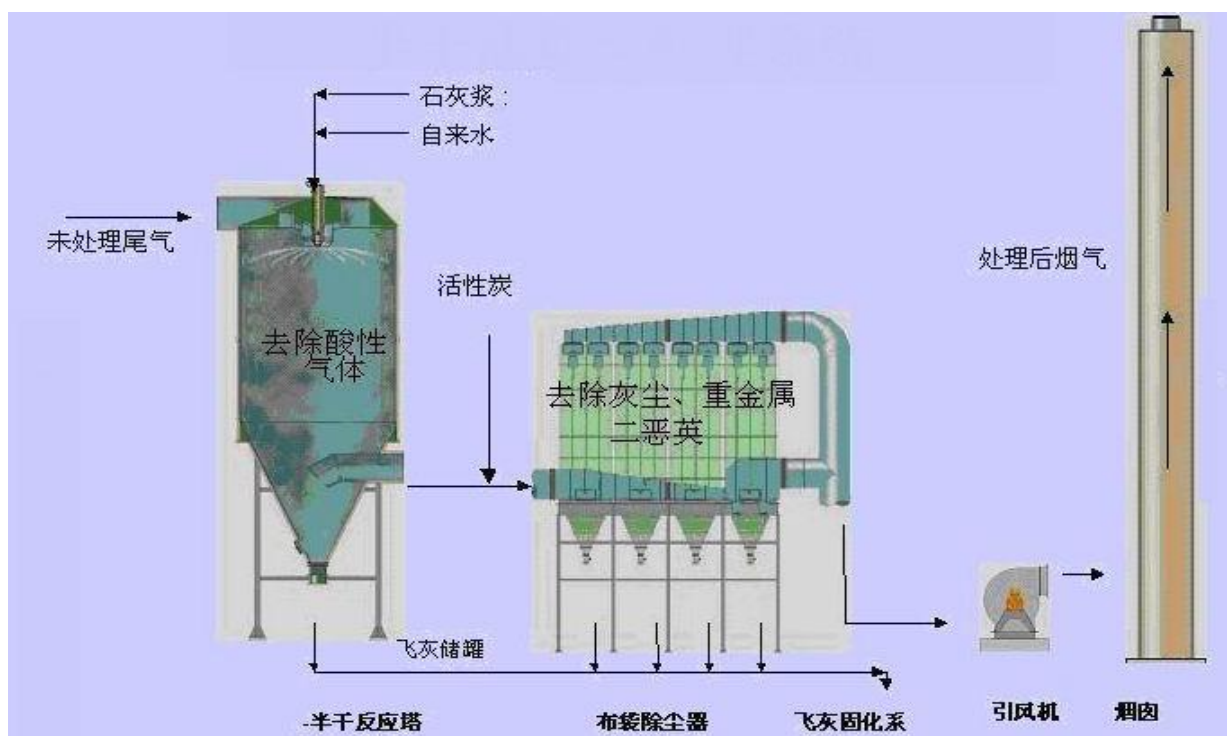 石灰浆：
自来水
未处理尾气
活性炭
处理后烟气
去除酸性
气体
去除灰尘、重金属
二恶英
飞灰储罐
-半干反应塔
布袋除尘器
飞灰固化系
引风机
烟囱